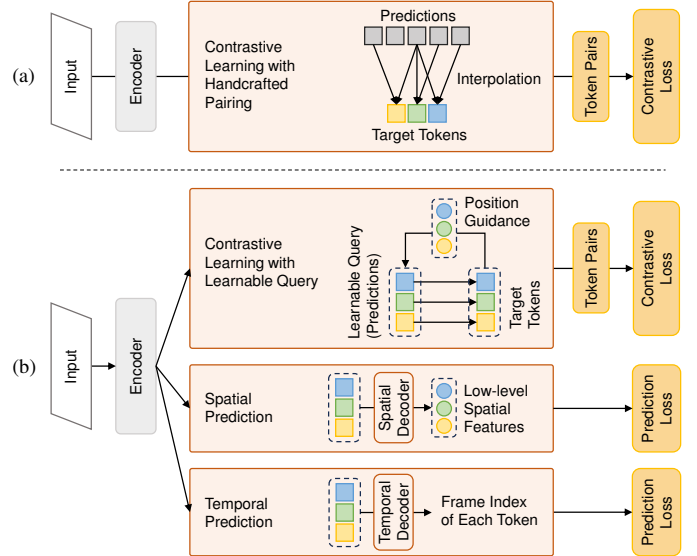 (a)
Input
Encoder
Contrastive
Learning with
Handcrafted
Pairing
Predictions
Interpolation
Target Tokens
Token Pairs
Contrastive
Loss
(b)
Input
Encoder
Contrastive
Learning with
Learnable Query
Position
Guidance
Learnable Query
(Predictions)
Target
Tokens
Token Pairs
Contrastive
Loss
Spatial
Prediction
Spatial
Decoder
Low-level
Spatial
Features
Prediction
Loss
Temporal
Prediction
Temporal
Decoder
Frame Index
of Each Token
Prediction
Loss